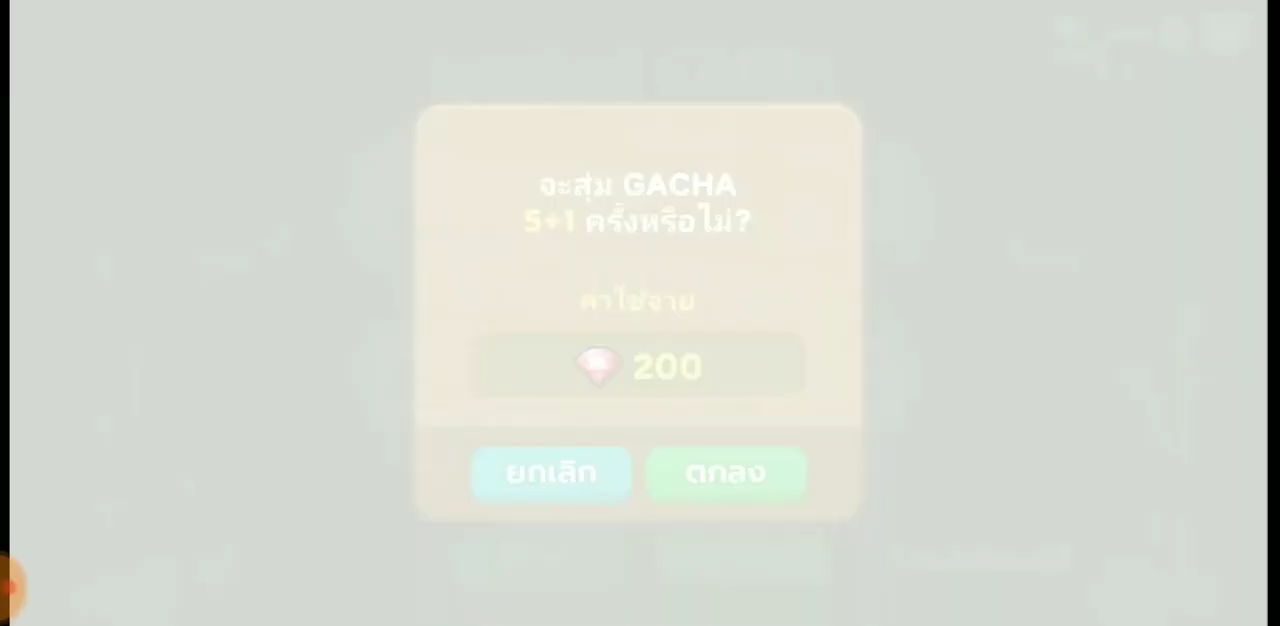 จะสุ่ม GACHA
5+1 ครั้งหรือไม่?
ค่าใช้จ่าย
200
ยกเลิก
ตกลง